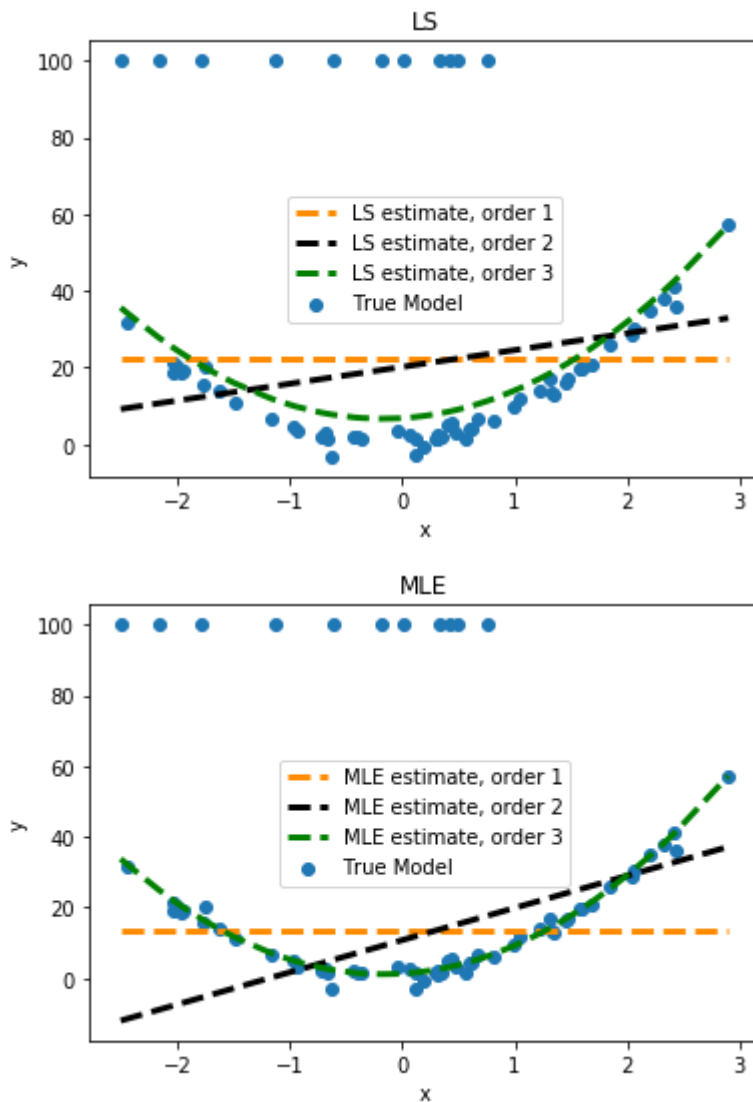 LS
100
80
60
40
20
0
y
LS estimate, order 1
LS estimate, order 2
LS estimate, order 3
True Model
−2
−1
0
1
2
3
x
MLE
100
80
60
40
20
0
y
MLE estimate, order 1
MLE estimate, order 2
MLE estimate, order 3
True Model
−2
−1
0
1
2
3
x